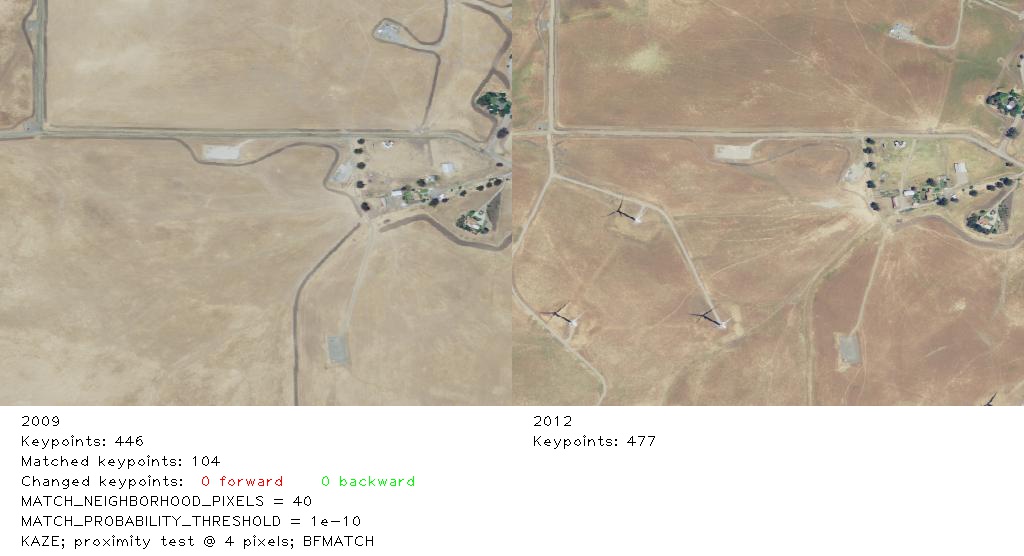 2009
Keypoints: 446
Matched keypoints: 104
Changed keypoints: 0 forward 0 backward
MATCH_NEIGHBORHOOD_PIXELS = 40
MATCH_PROBABILITY_THRESHOLD = 1e-10
KAZE; proximity test @ 4 pixels; BFMATCH
2012
Keypoints: 477